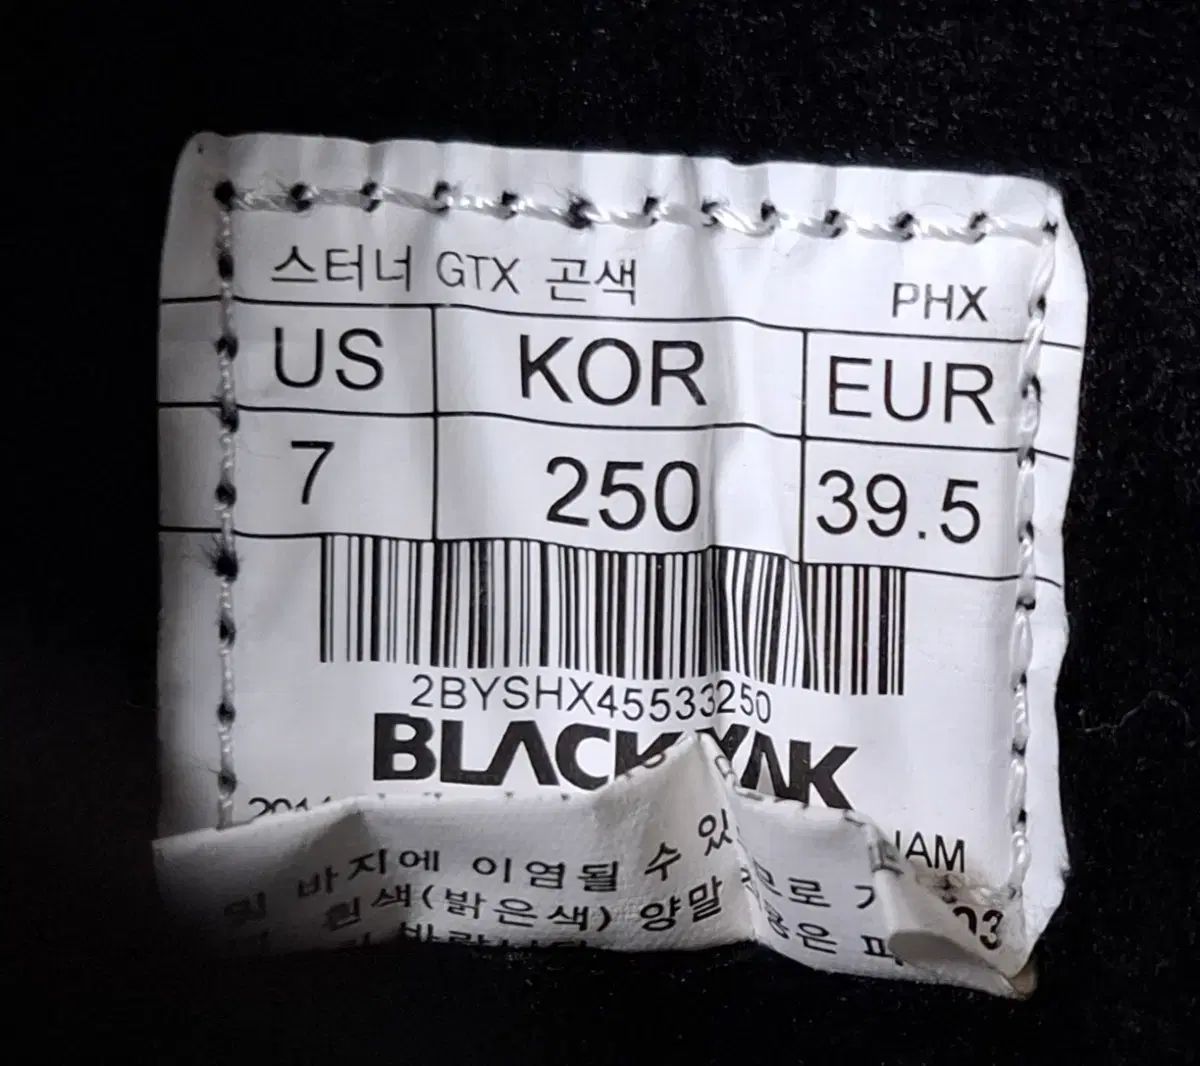 스터너 GTX 곤색 PHX
US KOR EUR
7 250 39.5
2BYSHX45533250
BLACKYAK
바지에 이염될 수 있
흰색(밝은색) 양말